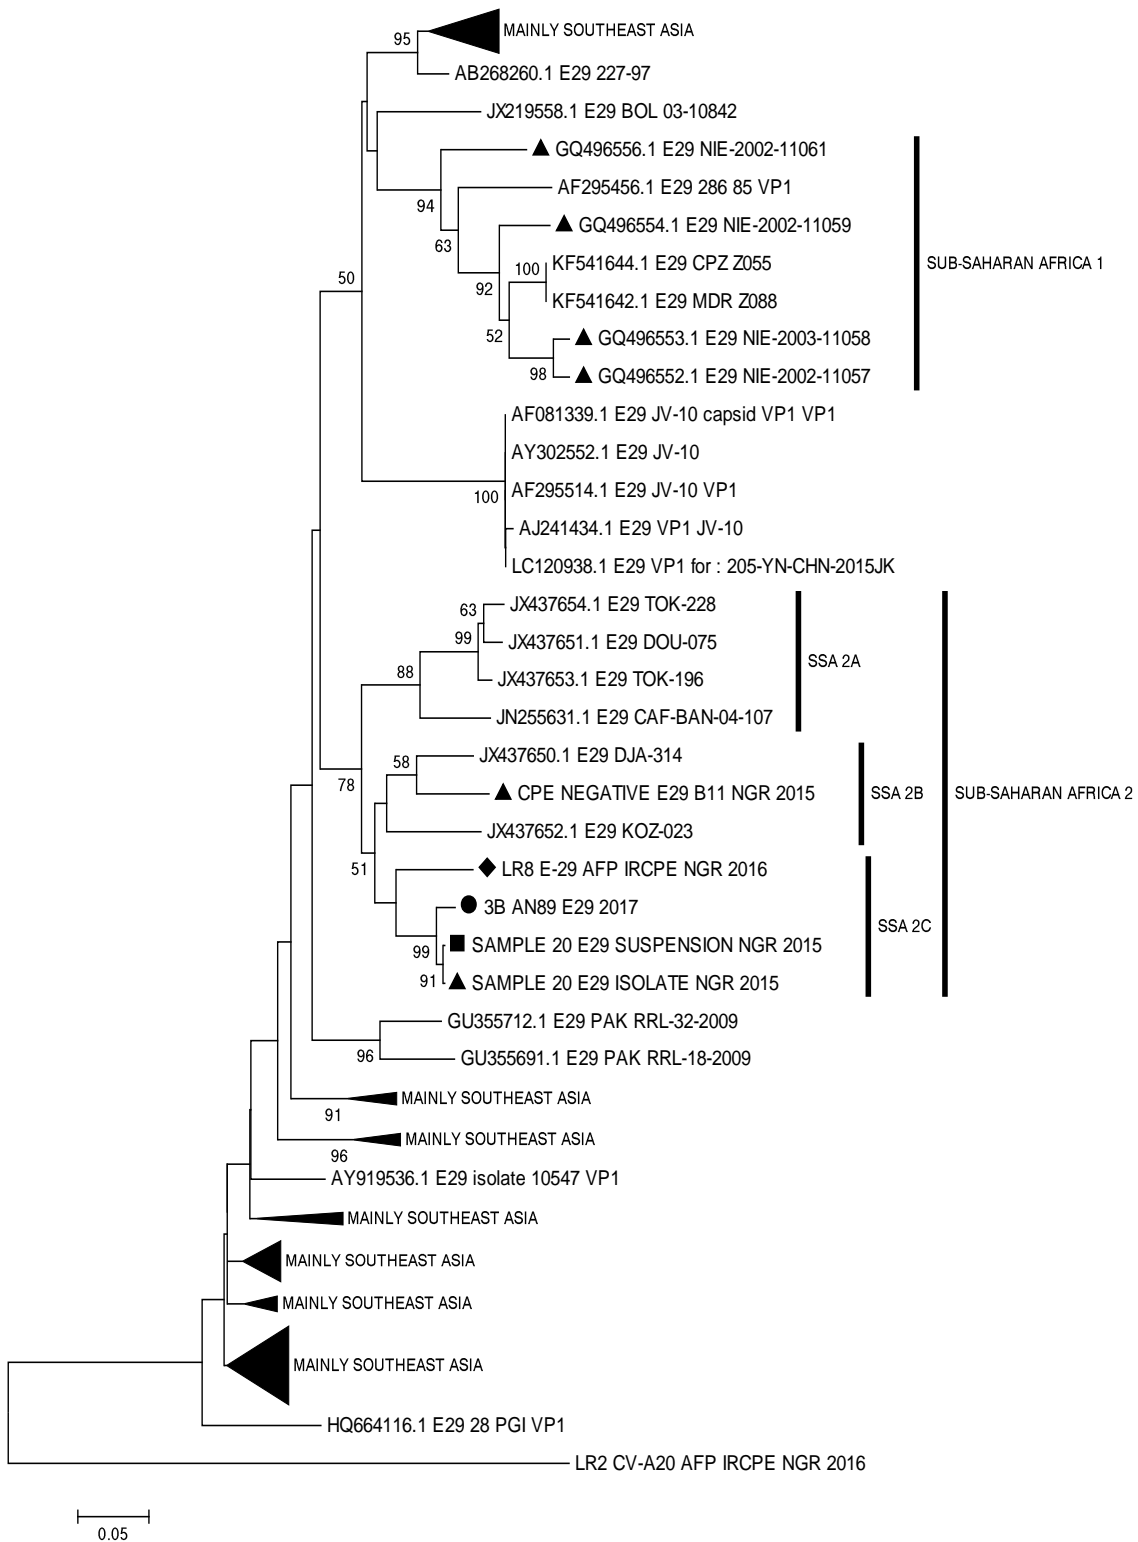 MAINLY SOUTHEAST ASIA
95
AB268260.1 E29 227-97
JX219558.1 E29 BOL 03-10842
GQ496556.1 E29 NIE-2002-11061
AF295456.1 E29 286 85 VP1
94
GQ496554.1 E29 NIE-2002-11059
63
KF541644.1 E29 CPZ Z055
100
SUB-SAHARAN AFRICA 1
50
92
KF541642.1 E29 MDR Z088
52
GQ496553.1 E29 NIE-2003-11058
98
GQ496552.1 E29 NIE-2002-11057
AF081339.1 E29 JV-10 capsid VP1 VP1
AY302552.1 E29 JV-10
100
AF295514.1 E29 JV-10 VP1
AJ241434.1 E29 VP1 JV-10
LC120938.1 E29 VP1 for : 205-YN-CHN-2015JK
63
JX437654.1 E29 TOK-228
99
JX437651.1 E29 DOU-075
SSA 2A
88
JX437653.1 E29 TOK-196
JN255631.1 E29 CAF-BAN-04-107
58
JX437650.1 E29 DJA-314
78
CPE NEGATIVE E29 B11 NGR 2015
SSA 2B
SUB-SAHARAN AFRICA 2
JX437652.1 E29 KOZ-023
51
LR8 E-29 AFP IRCPE NGR 2016
3B AN89 E29 2017
SSA 2C
99
SAMPLE 20 E29 SUSPENSION NGR 2015
91
SAMPLE 20 E29 ISOLATE NGR 2015
GU355712.1 E29 PAK RRL-32-2009
96
GU355691.1 E29 PAK RRL-18-2009
MAINLY SOUTHEAST ASIA
91
MAINLY SOUTHEAST ASIA
96
AY919536.1 E29 isolate 10547 VP1
MAINLY SOUTHEAST ASIA
MAINLY SOUTHEAST ASIA
MAINLY SOUTHEAST ASIA
MAINLY SOUTHEAST ASIA
HQ664116.1 E29 28 PGI VP1
LR2 CV-A20 AFP IRCPE NGR 2016
0.05